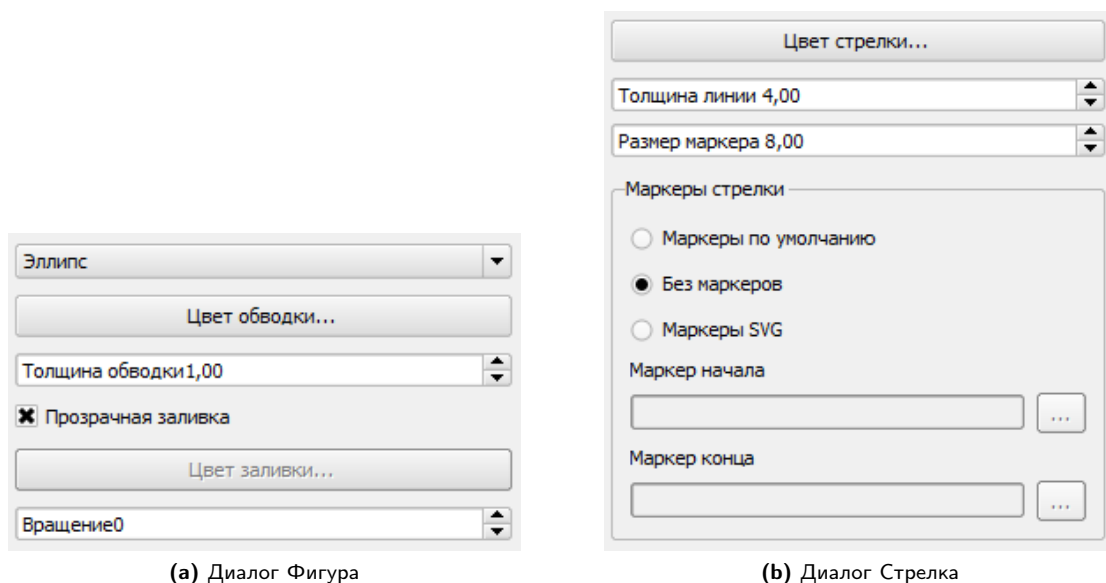 Эллипс
Цвет обводки...
Толщина обводки1,00
Прозрачная заливка
Цвет заливки...
Вращение0
(a) Диалог Фигура
Цвет стрелки...
Толщина линии 4,00
Размер маркера 8,00
Маркеры стрелки
Маркеры по умолчанию
Без маркеров
Маркеры SVG
Маркер начала
...
Маркер конца
...
(b) Диалог Стрелка